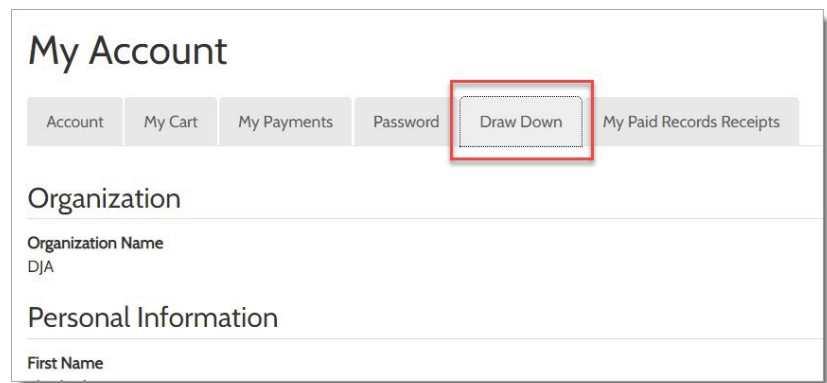 My Account
Account My Cart My Payments Password Draw Down My Paid Records Receipts
Organization
Organization Name
DJA
Personal Information
First Name